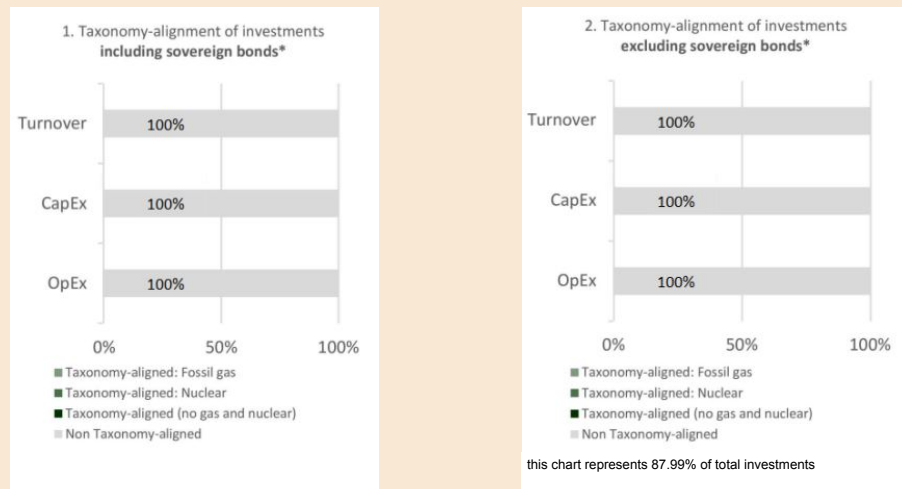 1. Taxonomy-alignment of investments
including sovereign bonds*
Turnover
100%
CapEx
100%
OpEx
100%
0%
50%
100%
Taxonomy-aligned: Fossil gas
Taxonomy-aligned: Nuclear
Taxonomy-aligned (no gas and nuclear)
Non Taxonomy-aligned
2. Taxonomy-alignment of investments
excluding sovereign bonds*
Turnover
100%
CapEx
100%
OpEx
100%
0%
50%
100%
Taxonomy-aligned: Fossil gas
Taxonomy-aligned: Nuclear
Taxonomy-aligned (no gas and nuclear)
Non Taxonomy-aligned
this chart represents 87.99% of total investments